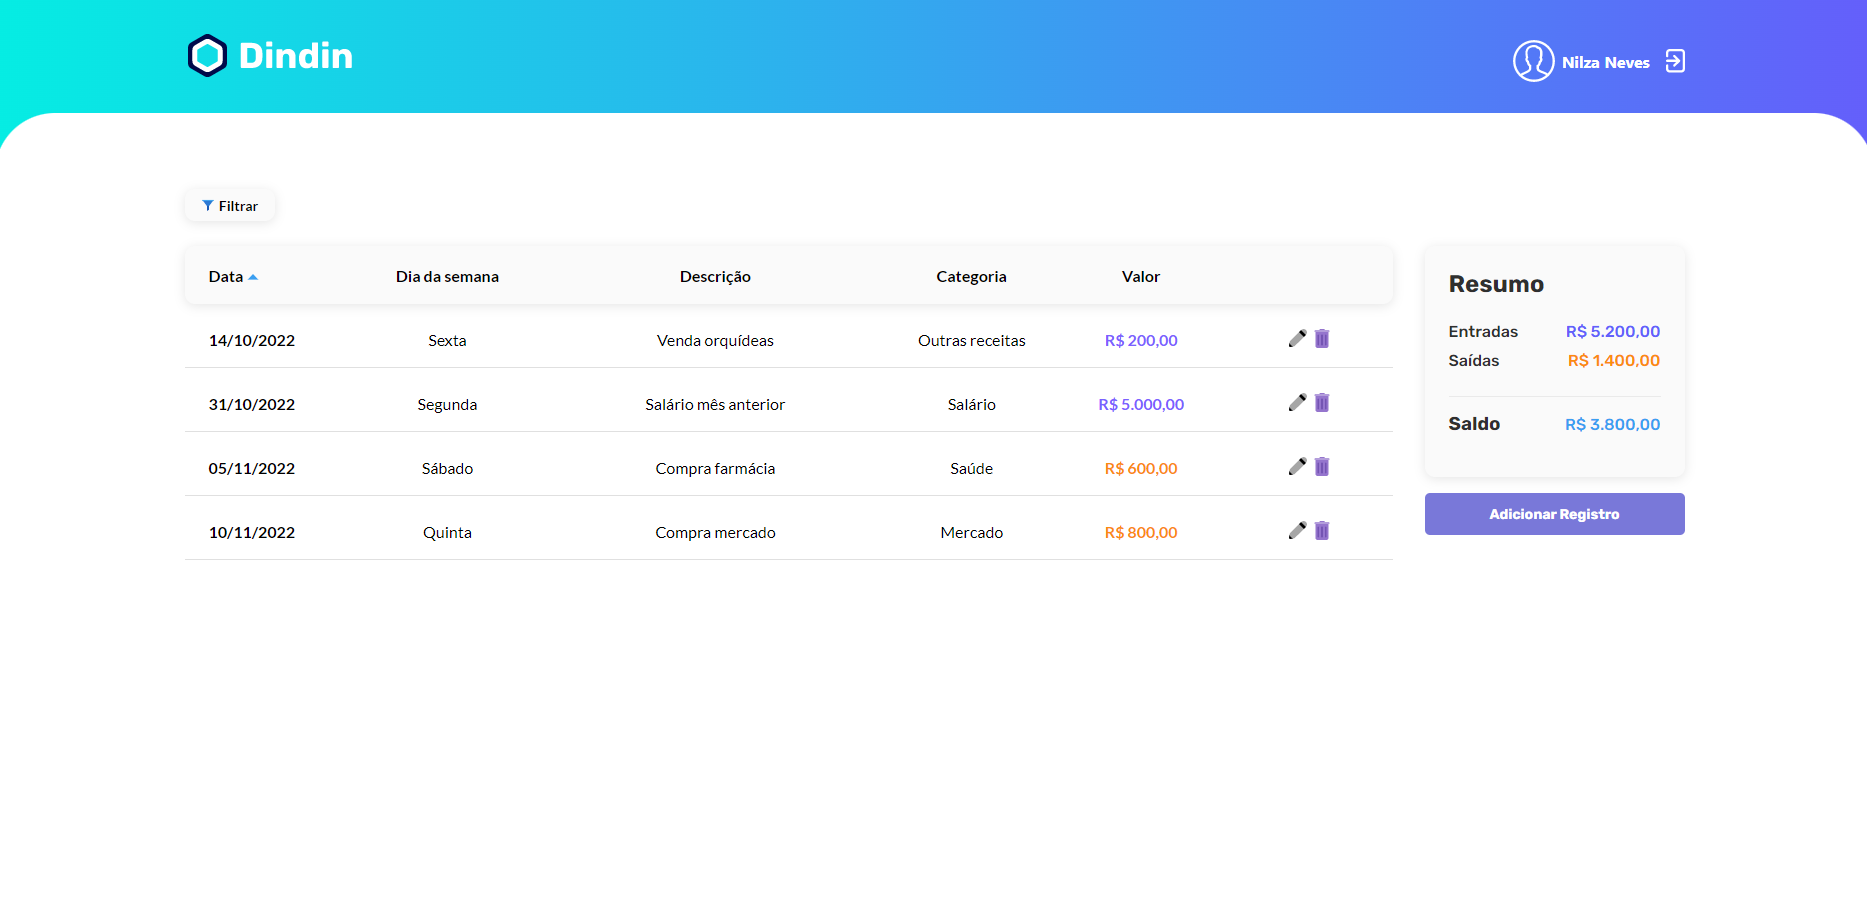 Dindin
Nilza Neves
Filtrar
Data Dia da semana Descrição Categoria Valor
14/10/2022 Sexta Venda orquídeas Outras receitas R$ 200,00
31/10/2022 Segunda Salário mês anterior Salário R$ 5.000,00
05/11/2022 Sábado Compra farmácia Saúde R$ 600,00
10/11/2022 Quinta Compra mercado Mercado R$ 800,00
Resumo
Entradas R$ 5.200,00
Saídas R$ 1.400,00
Saldo R$ 3.800,00
Adicionar Registro